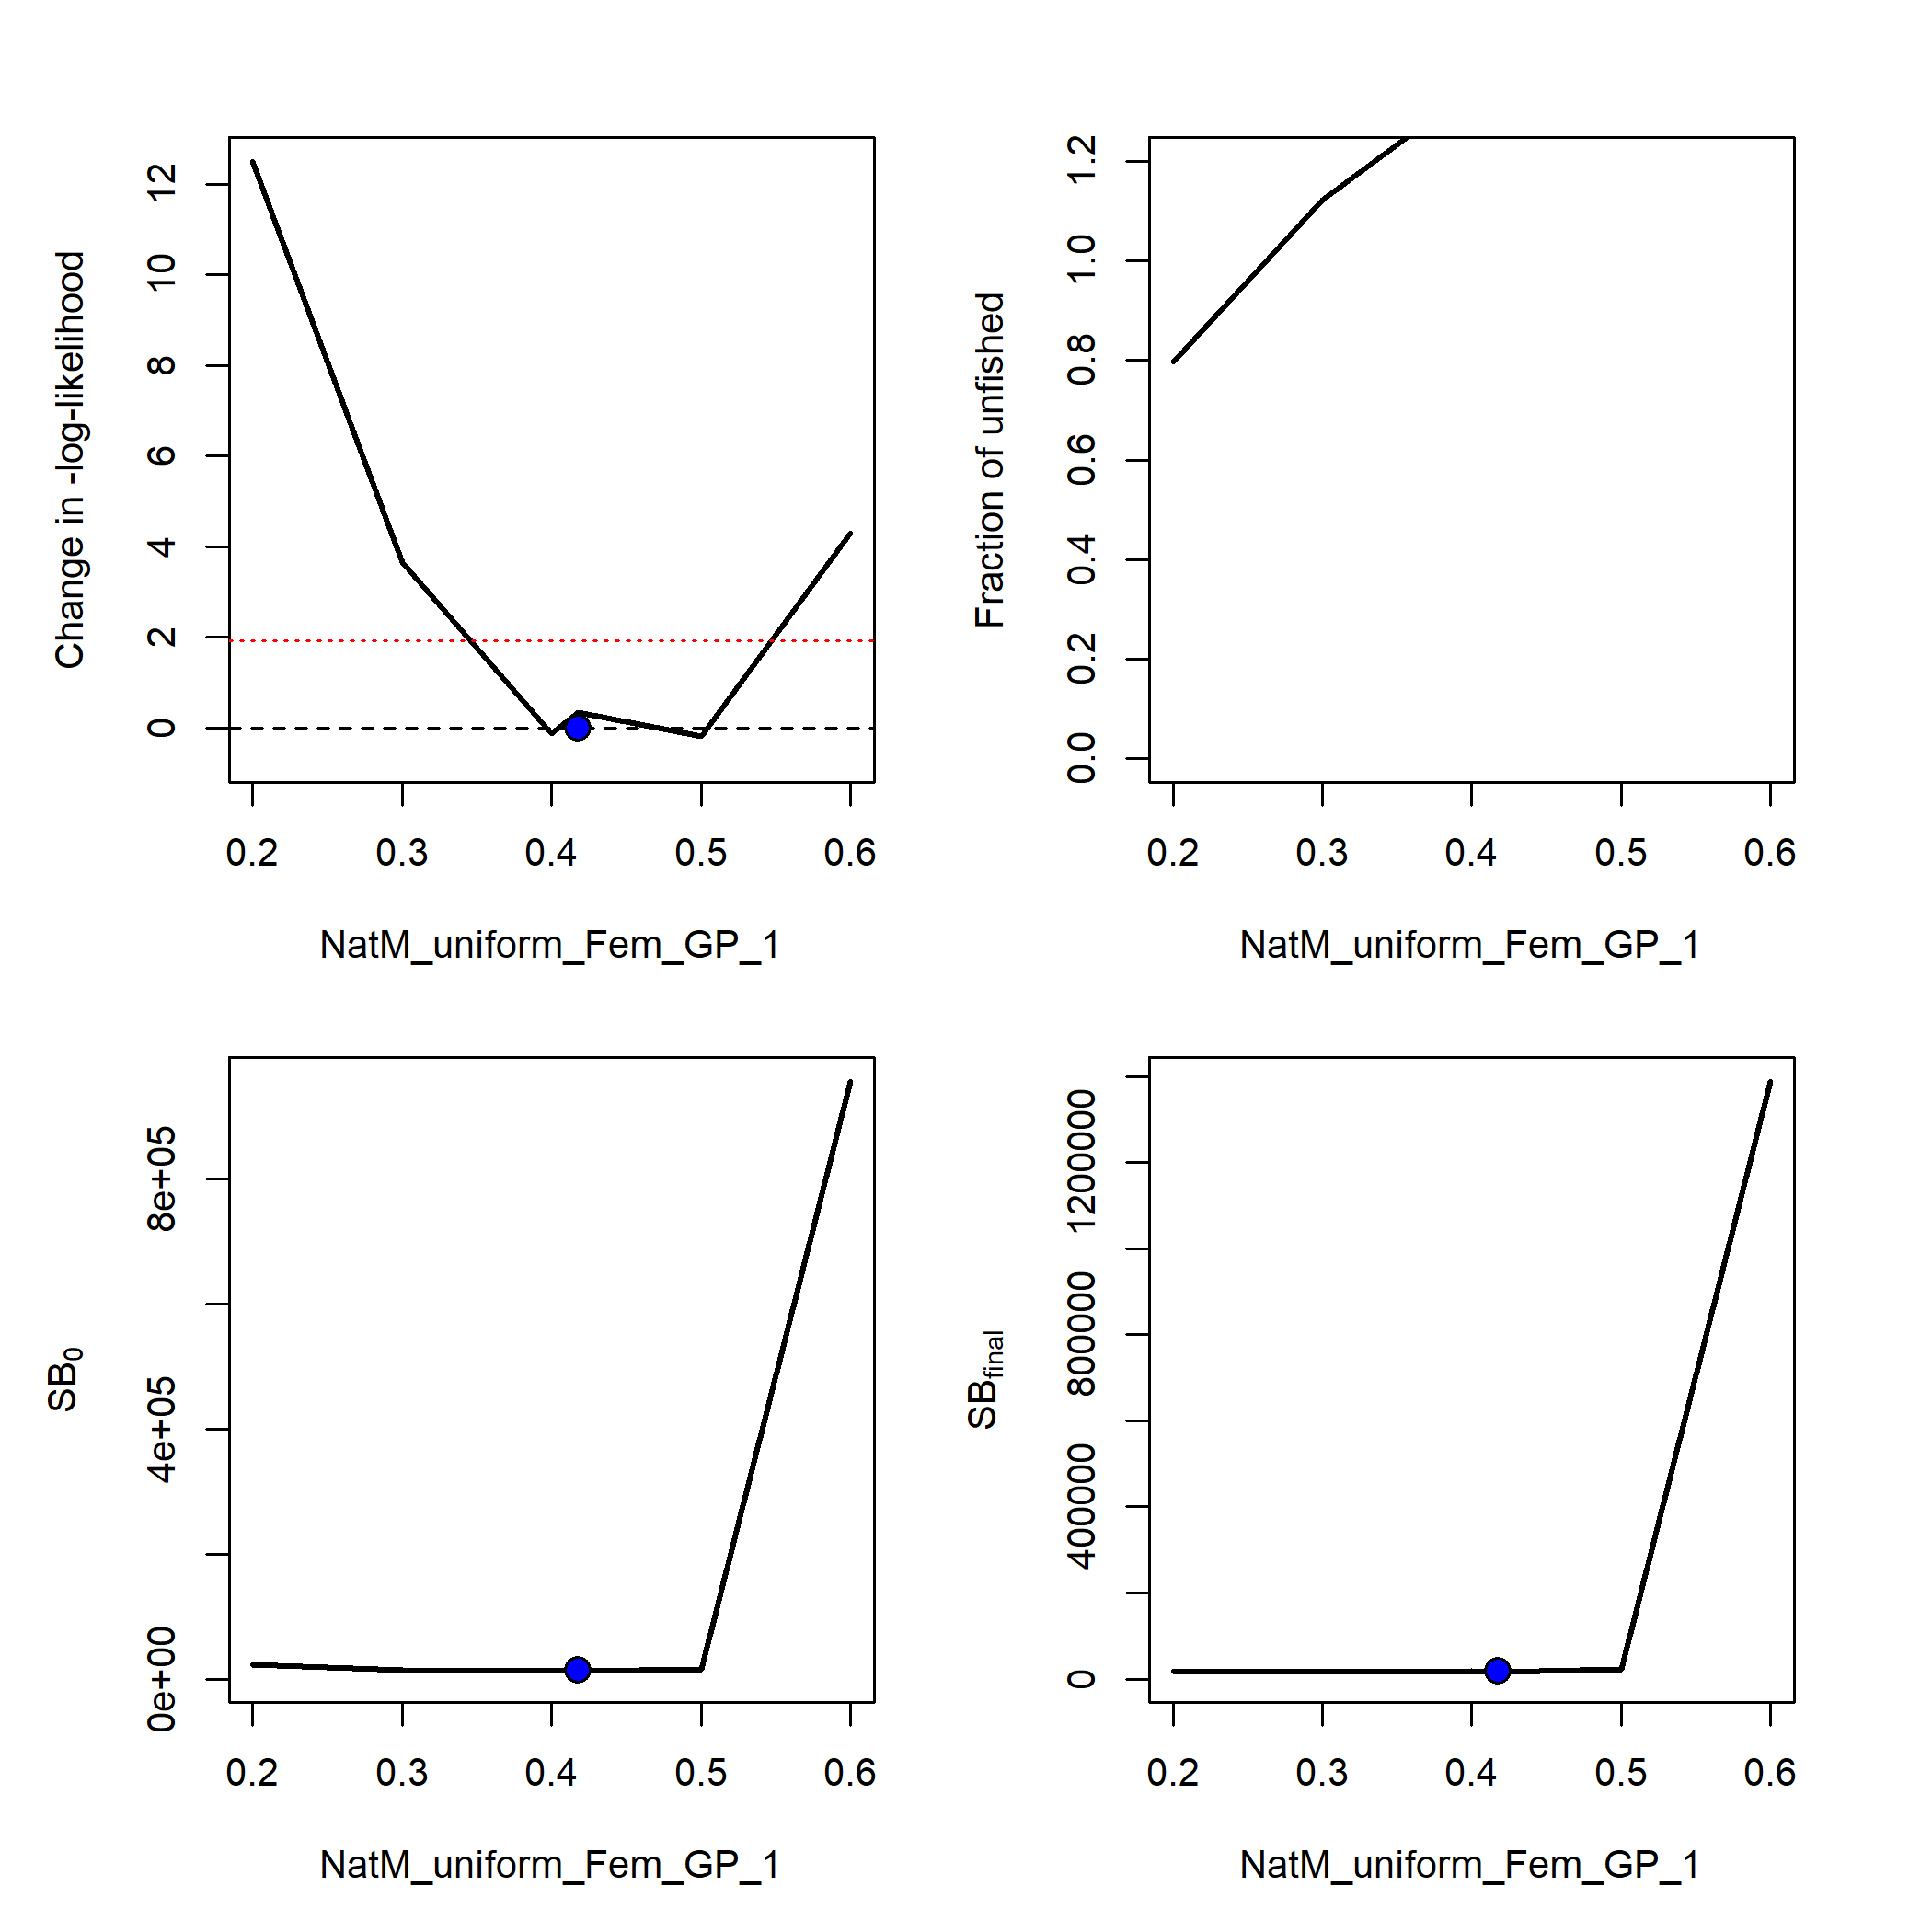 Change in -log-likelihood
12
10
8
6
4
2
0
0.2 0.3 0.4 0.5 0.6
NatM_uniform_Fem_GP_1
Fraction of unfished
1.2
1.0
0.8
0.6
0.4
0.2
0.0
0.2 0.3 0.4 0.5 0.6
NatM_uniform_Fem_GP_1
SB0
8e+05
4e+05
0e+00
0.2 0.3 0.4 0.5 0.6
NatM_uniform_Fem_GP_1
SBfinal
1200000
800000
400000
0
0.2 0.3 0.4 0.5 0.6
NatM_uniform_Fem_GP_1